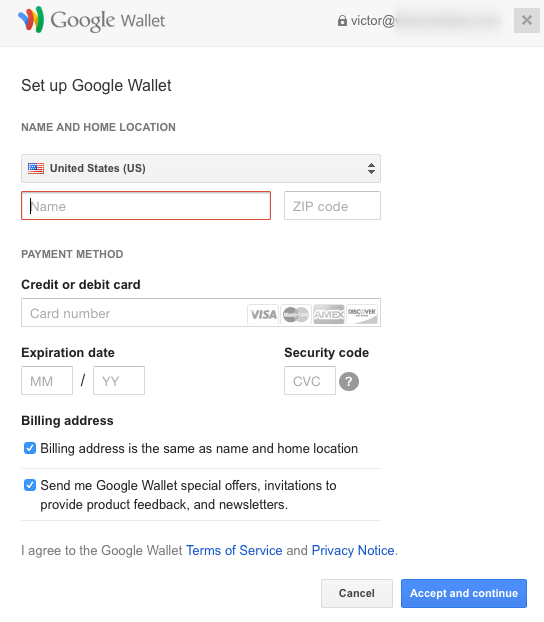 Google Wallet victor@
Set up Google Wallet
NAME AND HOME LOCATION
United States (US)
Name ZIP code
PAYMENT METHOD
Credit or debit card
Card number VISA MasterCard AMEX DISCOVER
Expiration date Security code
MM / YY CVC ?
Billing address
Billing address is the same as name and home location
Send me Google Wallet special offers, invitations to
provide product feedback, and newsletters.
I agree to the Google Wallet Terms of Service and Privacy Notice.
Cancel Accept and continue